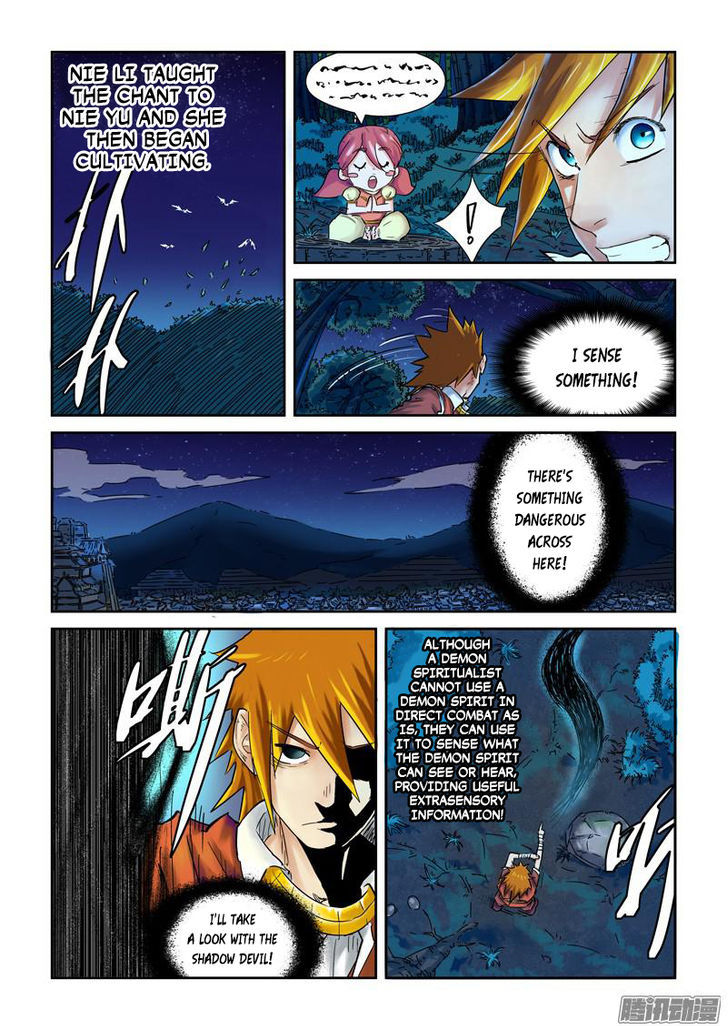 NIE LI TAUGHT
THE CHANT TO
NIE YU AND SHE
THEN BEGAN
CULTIVATING.
!
I SENSE
SOMETHING!
THERE'S
SOMETHING
DANGEROUS
ACROSS
HERE!
嘶
I'LL TAKE
A LOOK WITH THE
SHADOW DEVIL!
ALTHOUGH
A DEMON
SPIRITUALIST
CANNOT USE A
DEMON SPIRIT IN
DIRECT COMBAT AS
IS, THEY CAN USE
IT TO SENSE WHAT
THE DEMON SPIRIT
CAN SEE OR HEAR,
PROVIDING USEFUL
EXTRASENSORY
INFORMATION!
腾讯动漫